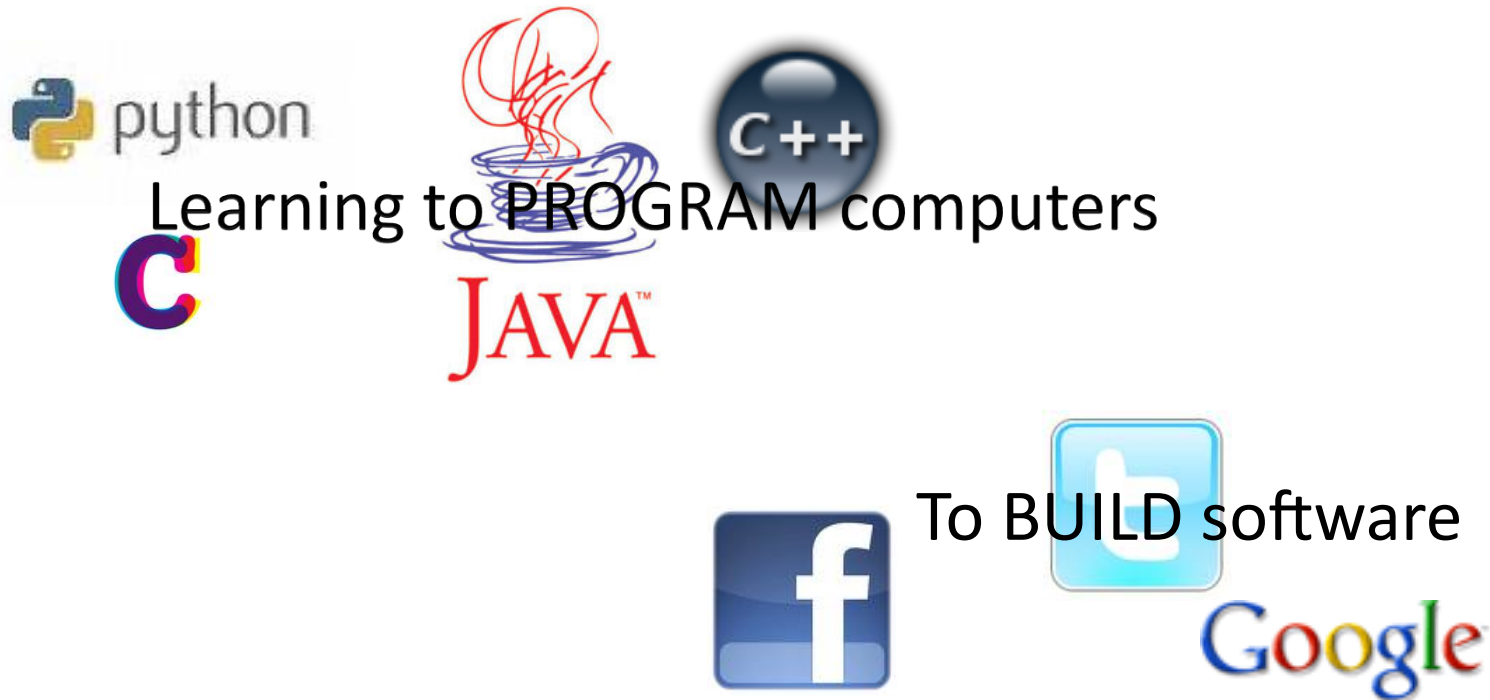 python
C++
Learning to PROGRAM computers
C
JAVA™
t
To BUILD software
f
Google